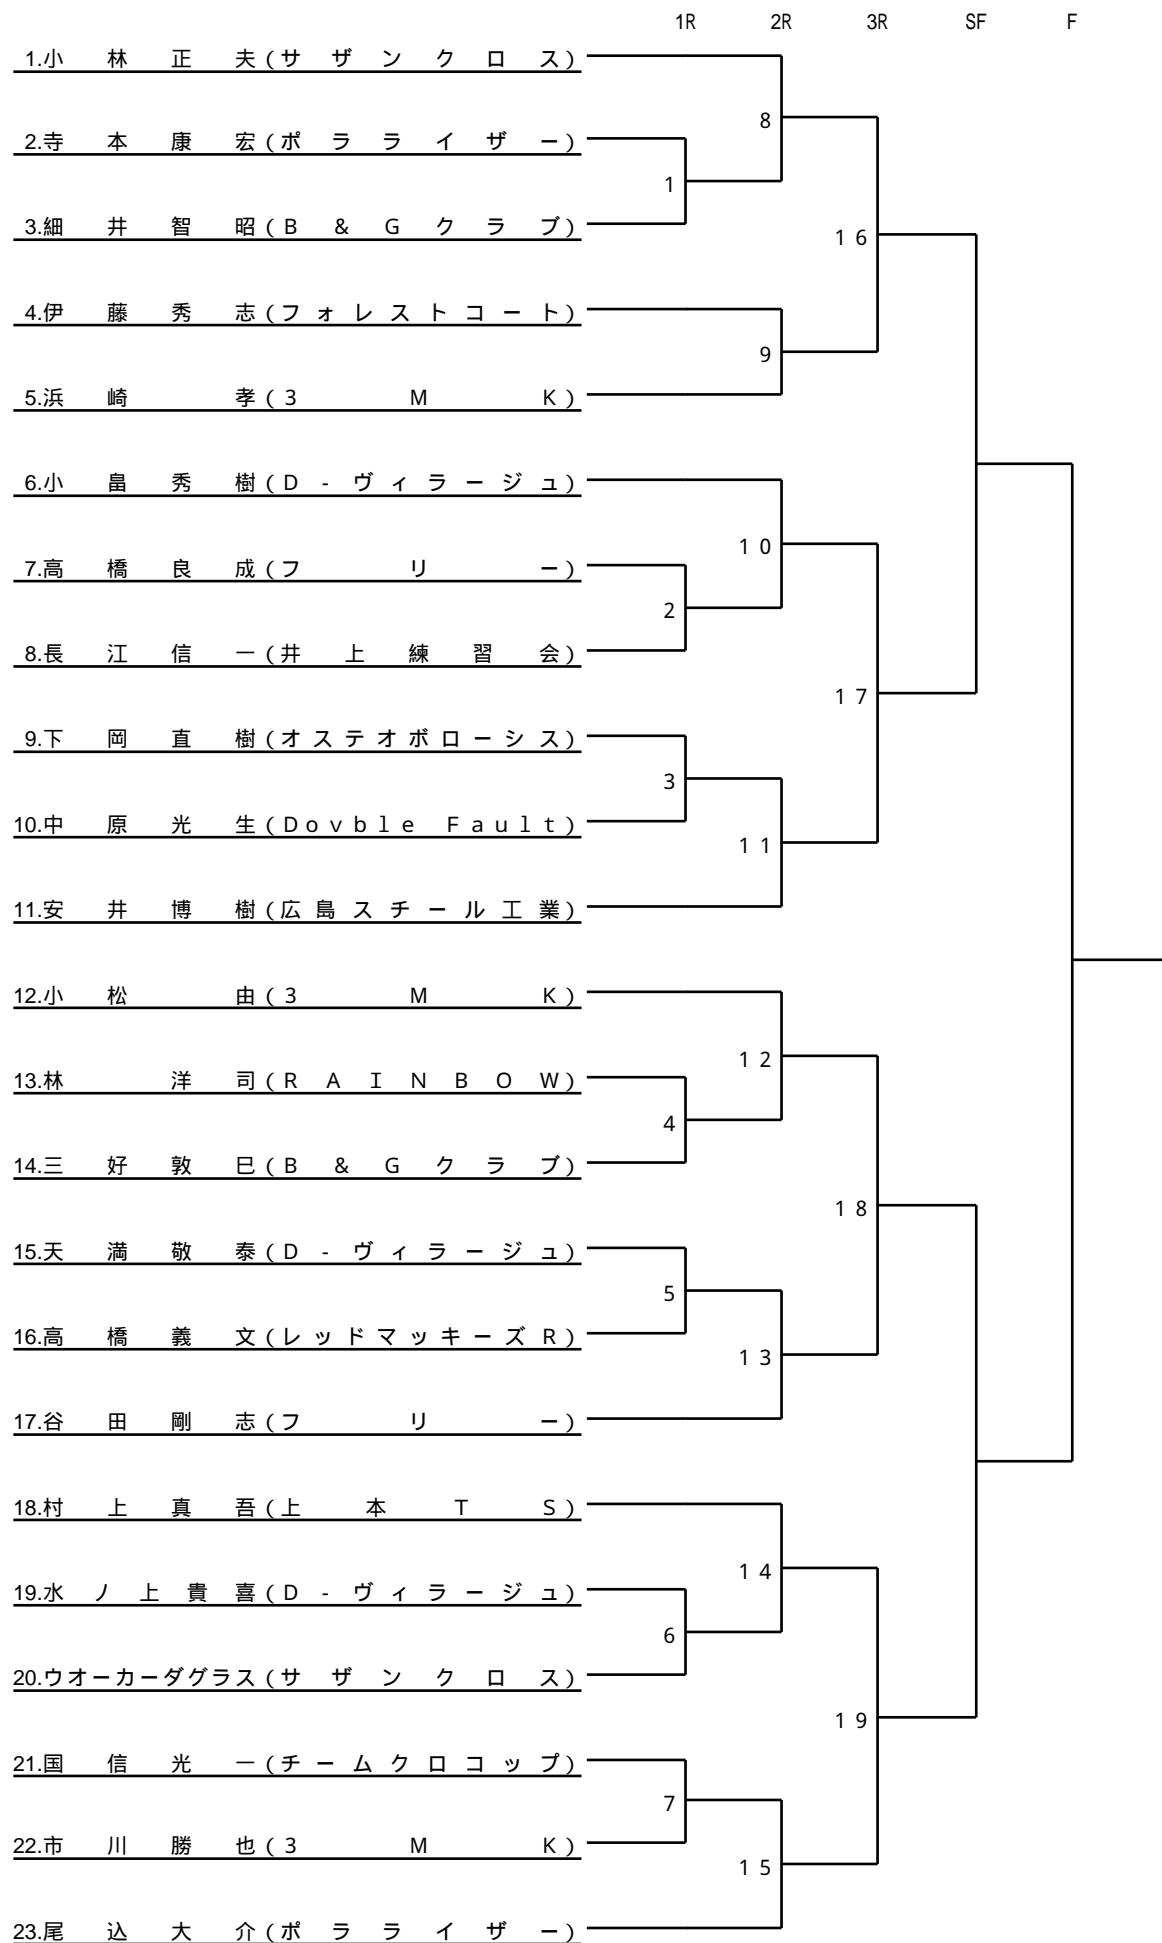 1R 2R 3R SF F
1.小林正夫(サザンクロス)
8
2.寺本康宏(ポラライザー)
1
3.細井智昭(B&Gクラブ)
16
4.伊藤秀志(フォレストコート)
9
5.浜崎孝(3MK)
6.小畠秀樹(D-ヴィラージュ)
10
7.高橋良成(フリー)
2
8.長江信一(井上練習会)
17
9.下岡直樹(オステオボローシス)
3
10.中原光生(Dovble Fault)
11
11.安井博樹(広島スチール工業)
12.小松由(3MK)
12
13.林洋司(RAINBOW)
4
14.三好敦巳(B&Gクラブ)
18
15.天満敬泰(D-ヴィラージュ)
5
16.高橋義文(レッドマッキーズR)
13
17.谷田剛志(フリー)
18.村上真吾(上本TS)
14
19.水ノ上貴喜(D-ヴィラージュ)
6
20.ウオーカーダグラス(サザンクロス)
19
21.国信光一(チームクロコップ)
7
22.市川勝也(3MK)
15
23.尾込大介(ポラライザー)